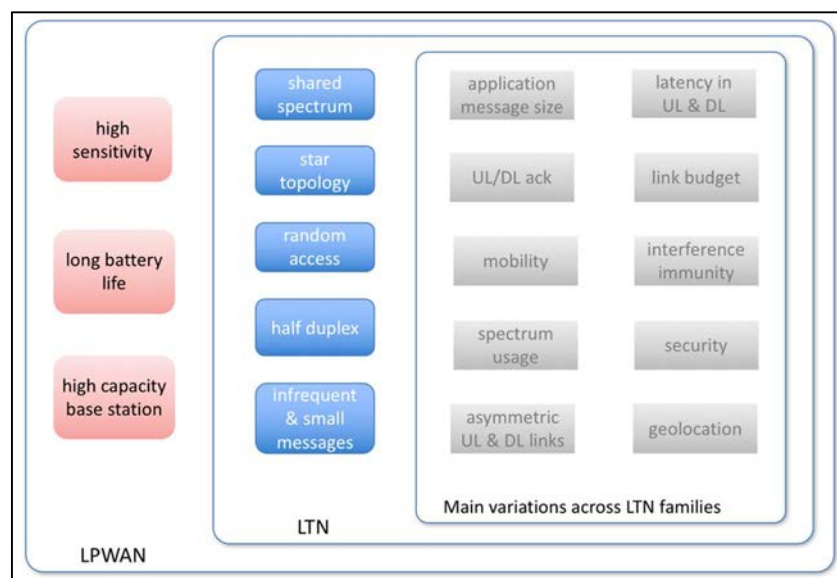 high
sensitivity
long battery
life
high capacity
base station
LPWAN
shared
spectrum
star
topology
random
access
half duplex
infrequent
& small
messages
LTN
application
message size
latency in
UL & DL
UL/DL ack
link budget
mobility
interference
immunity
spectrum
usage
security
asymmetric
UL & DL links
geolocation
Main variations across LTN families